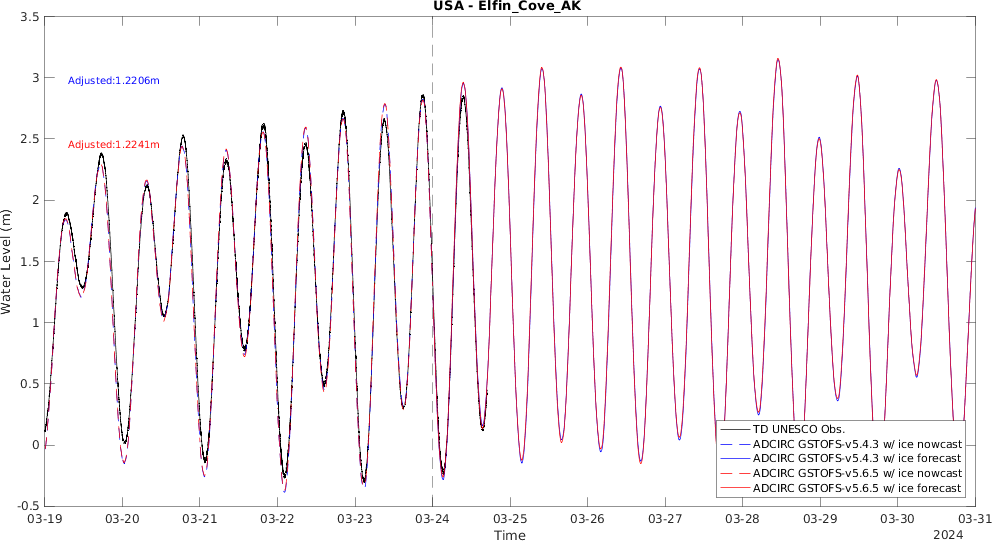 USA - Elfin_Cove_AK
3.5
3
2.5
2
1.5
1
0.5
0
-0.5
Water Level (m)
Adjusted:1.2206m
Adjusted:1.2241m
TD UNESCO Obs.
ADCIRC GSTOFS-v5.4.3 w/ ice nowcast
ADCIRC GSTOFS-v5.4.3 w/ ice forecast
ADCIRC GSTOFS-v5.6.5 w/ ice nowcast
ADCIRC GSTOFS-v5.6.5 w/ ice forecast
03-19 03-20 03-21 03-22 03-23 03-24 03-25 03-26 03-27 03-28 03-29 03-30 03-31
Time
2024